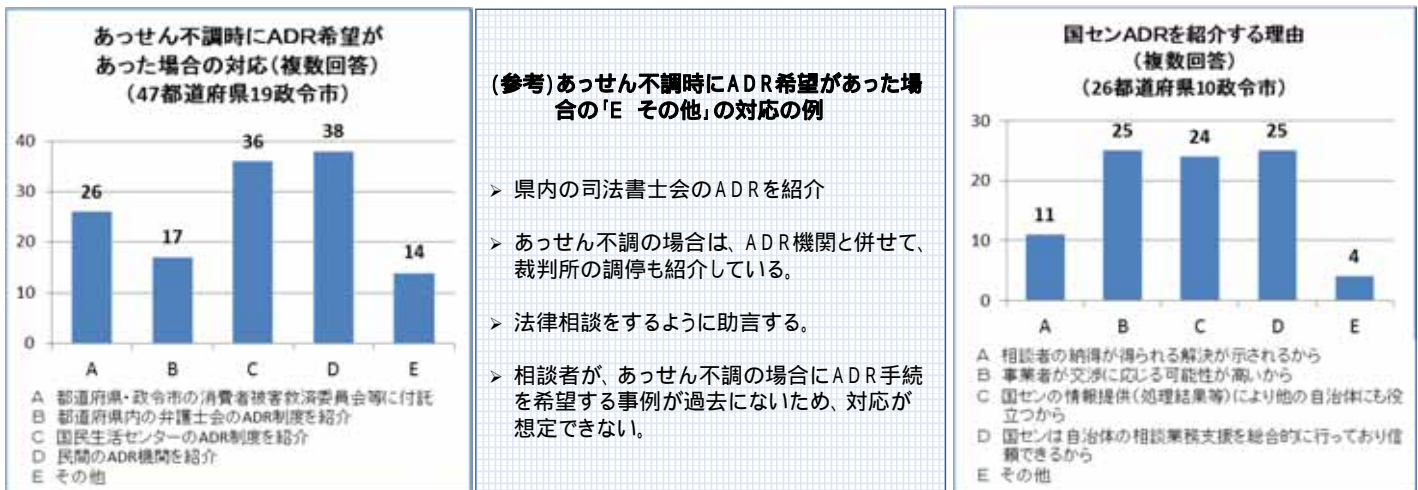 あっせん不調時にADR希望が
あった場合の対応(複数回答)
(47都道府県19政令市)
40
30
20
10
0
26
17
36
38
14
A
B
C
D
E
A 都道府県・政令市の消費者被害救済委員会等に付託
B 都道府県内の弁護士会のADR制度を紹介
C 国民生活センターのADR制度を紹介
D 民間のADR機関を紹介
E その他
(参考)あっせん不調時にADR希望があった場
合の「E その他」の対応の例
➢ 県内の司法書士会のADRを紹介
➢ あっせん不調の場合は、ADR機関と併せて、
裁判所の調停も紹介している。
➢ 法律相談をするように助言する。
➢ 相談者が、あっせん不調の場合にADR手続
を希望する事例が過去にないため、対応が
想定できない。
国センADRを紹介する理由
(複数回答)
(26都道府県10政令市)
30
20
10
0
11
25
24
25
4
A
B
C
D
E
A 相談者の納得が得られる解決が示されるから
B 事業者が交渉に応じる可能性が高いから
C 国センの情報提供(処理結果等)により他の自治体にも役
立つから
D 国センは自治体の相談業務支援を総合的に行っており信
頼できるから
E その他